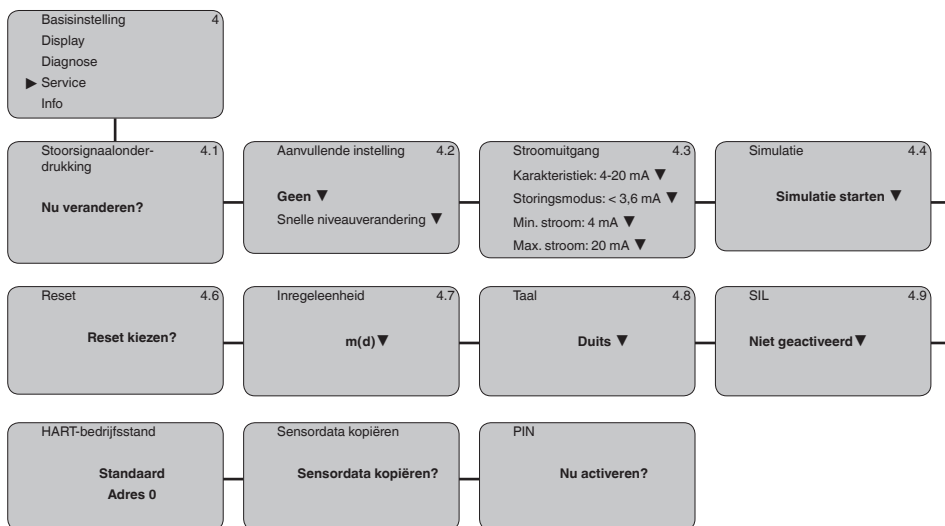 Basisinstelling 4
Display
Diagnose
▶ Service
Info
Stoorsignaalonder-
drukking 4.1
Nu veranderen?
Aanvullende instelling 4.2
Geen ▼
Snelle niveauverandering ▼
Stroomuitgang 4.3
Karakteristiek: 4-20 mA ▼
Storingsmodus: < 3,6 mA ▼
Min. stroom: 4 mA ▼
Max. stroom: 20 mA ▼
Simulatie 4.4
Simulatie starten ▼
Reset 4.6
Reset kiezen?
Inregeleenheid 4.7
m(d) ▼
Taal 4.8
Duits ▼
SIL 4.9
Niet geactiveerd ▼
HART-bedrijfsstand
Standaard
Adres 0
Sensordata kopiëren
Sensordata kopiëren?
PIN
Nu activeren?